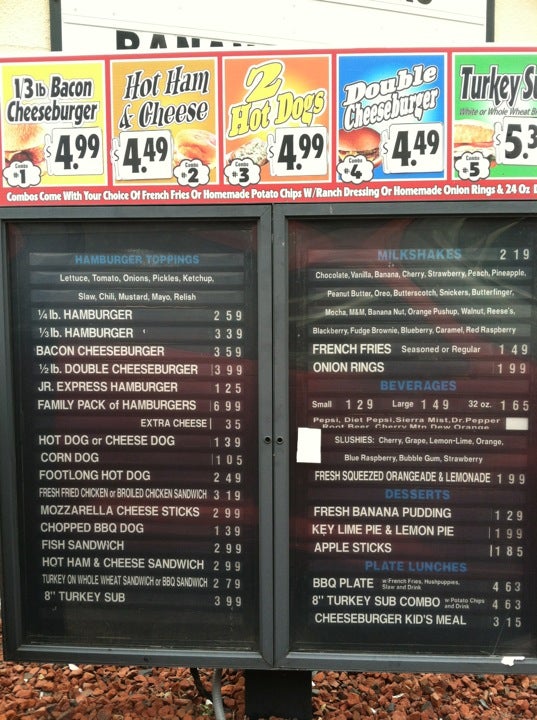 1/3 lb Bacon
Cheeseburger
Combo
#1
$4.99
Hot Ham
& Cheese
$4.49
Combo
#2
2
Hot Dogs
Combo
#3
$4.99
Double
Cheeseburger
Combo
#4
$4.49
Turkey
White or Whole Wheat
Combo
#5
$5.3
Combos Come With Your Choice Of French Fries Or Homemade Potato Chips W/Ranch Dressing Or Homemade Onion Rings & 24 Oz
HAMBURGER TOPPINGS
Lettuce, Tomato, Onions, Pickles, Ketchup,
Slaw, Chili, Mustard, Mayo, Relish
1/4 lb. HAMBURGER 2 59
1/3 lb. HAMBURGER 3 39
BACON CHEESEBURGER 3 59
1/2 lb. DOUBLE CHEESEBURGER 3 99
JR. EXPRESS HAMBURGER 1 25
FAMILY PACK of HAMBURGERS 6 99
EXTRA CHEESE 35
HOT DOG or CHEESE DOG 1 39
CORN DOG 1 05
FOOTLONG HOT DOG 2 49
FRESH FRIED CHICKEN or BROILED CHICKEN SANDWICH 3 19
MOZZARELLA CHEESE STICKS 2 99
CHOPPED BBQ DOG 1 39
FISH SANDWICH 2 99
HOT HAM & CHEESE SANDWICH 2 99
TURKEY ON WHOLE WHEAT SANDWICH or BBQ SANDWICH 2 79
8" TURKEY SUB 3 99
MILKSHAKES 2 19
Chocolate, Vanilla, Banana, Cherry, Strawberry, Peach, Pineapple,
Peanut Butter, Oreo, Butterscotch, Snickers, Butterfinger,
Mocha, M&M, Banana Nut, Orange Pushup, Walnut, Reese's,
Blackberry, Fudge Brownie, Blueberry, Caramel, Red Raspberry
FRENCH FRIES Seasoned or Regular 1 49
ONION RINGS 1 99
BEVERAGES
Small 1 29 Large 1 49 32 oz. 1 65
Pepsi, Diet Pepsi, Sierra Mist, Dr. Pepper
Root Beer, Cherry Mtn Dew, Orange
SLUSHIES: Cherry, Grape, Lemon-Lime, Orange,
Blue Raspberry, Bubble Gum, Strawberry
FRESH SQUEEZED ORANGEADE & LEMONADE 1 99
DESSERTS
FRESH BANANA PUDDING 1 29
KEY LIME PIE & LEMON PIE 1 99
APPLE STICKS 1 85
PLATE LUNCHES
BBQ PLATE w/French Fries, Hushpuppies, Slaw and Drink 4 63
8" TURKEY SUB COMBO w/Potato Chips and Drink 4 63
CHEESEBURGER KID'S MEAL 3 15